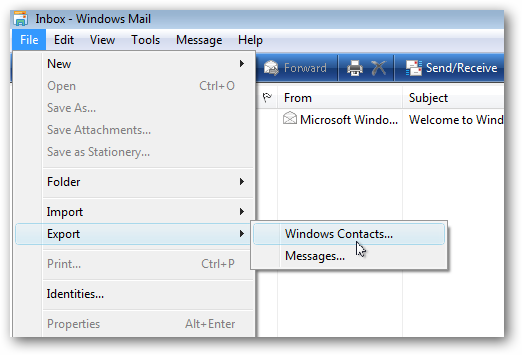 Inbox - Windows Mail
File Edit View Tools Message Help
New
Forward Send/Receive
Open Ctrl+O
From Subject
Save As...
Save Attachments...
Microsoft Windo... Welcome to Wind
Save as Stationery...
Folder
Import
Export
Windows Contacts...
Messages...
Print... Ctrl+P
Identities...
Properties Alt+Enter